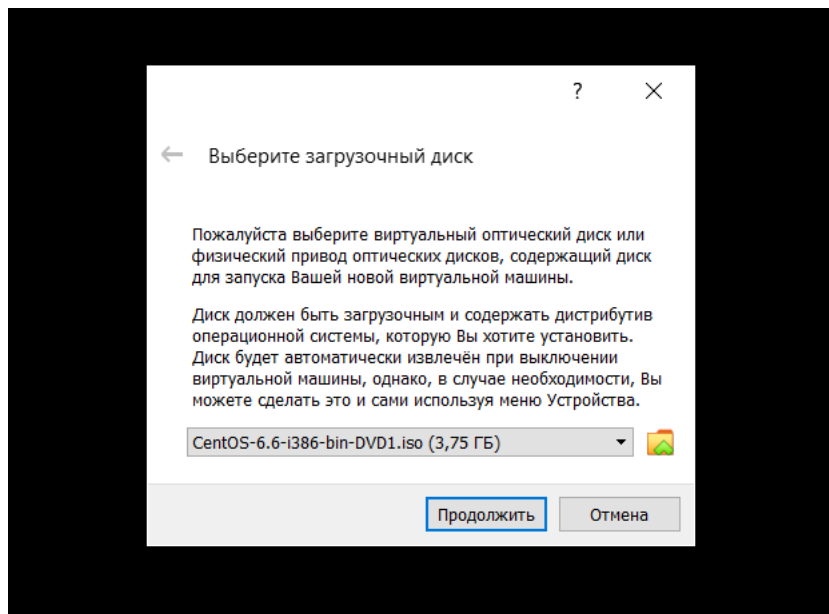 ?
Выберите загрузочный диск
Пожалуйста выберите виртуальный оптический диск или
физический привод оптических дисков, содержащий диск
для запуска Вашей новой виртуальной машины.
Диск должен быть загрузочным и содержать дистрибутив
операционной системы, которую Вы хотите установить.
Диск будет автоматически извлечён при выключении
виртуальной машины, однако, в случае необходимости, Вы
можете сделать это и сами используя меню Устройства.
CentOS-6.6-i386-bin-DVD1.iso (3,75 ГБ)
Продолжить
Отмена